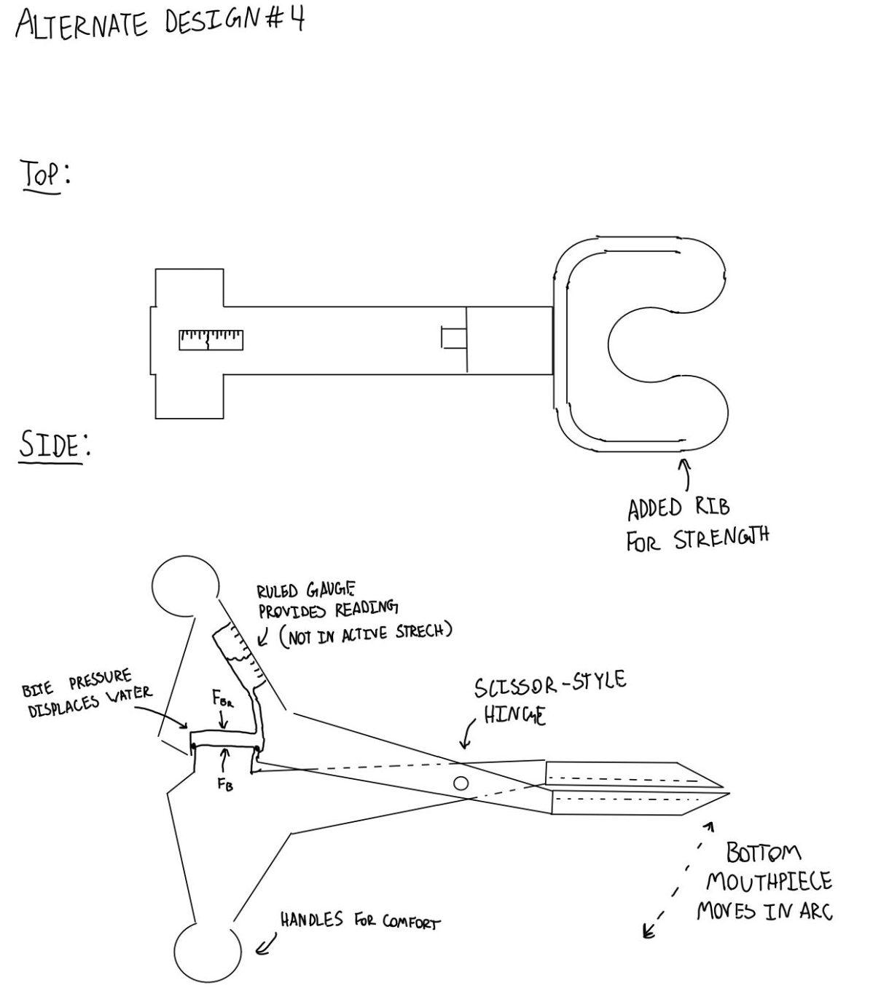 ALTERNATE DESIGN #4
TOP:
SIDE:
ADDED RIB
FOR STRENGTH
RULED GAUGE
PROVIDES READING
(NOT IN ACTIVE STRECH)
BITE PRESSURE
DISPLACES WATER
FBR
FB
SCISSOR-STYLE
HINGE
BOTTOM
MOUTHPIECE
MOVES IN ARC
HANDLES FOR COMFORT